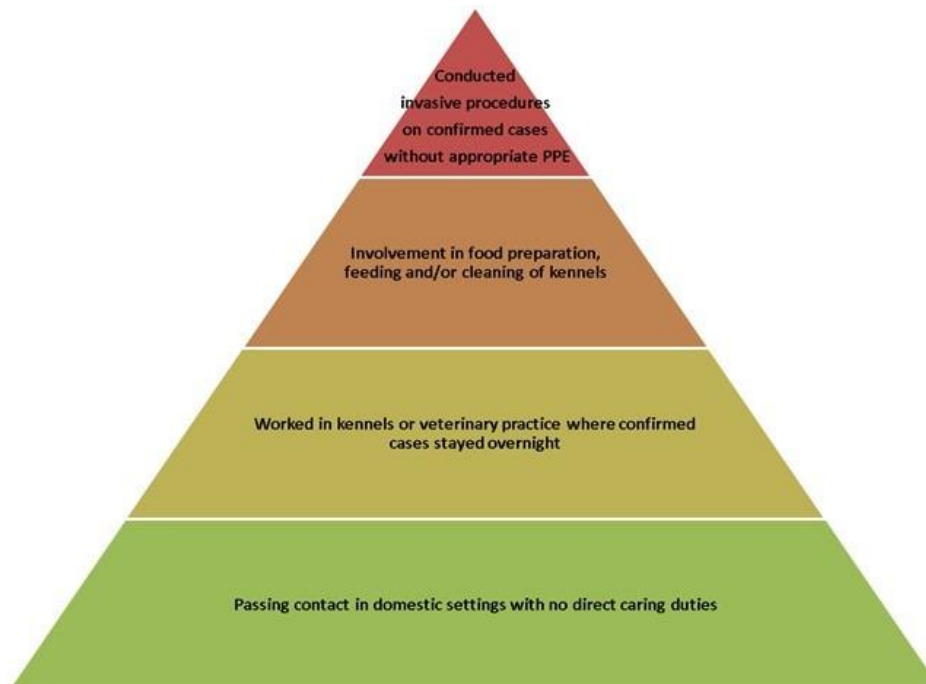 Conducted
invasive procedures
on confirmed cases
without appropriate PPE
Involvement in food preparation,
feeding and/or cleaning of kennels
Worked in kennels or veterinary practice where confirmed
cases stayed overnight
Passing contact in domestic settings with no direct caring duties